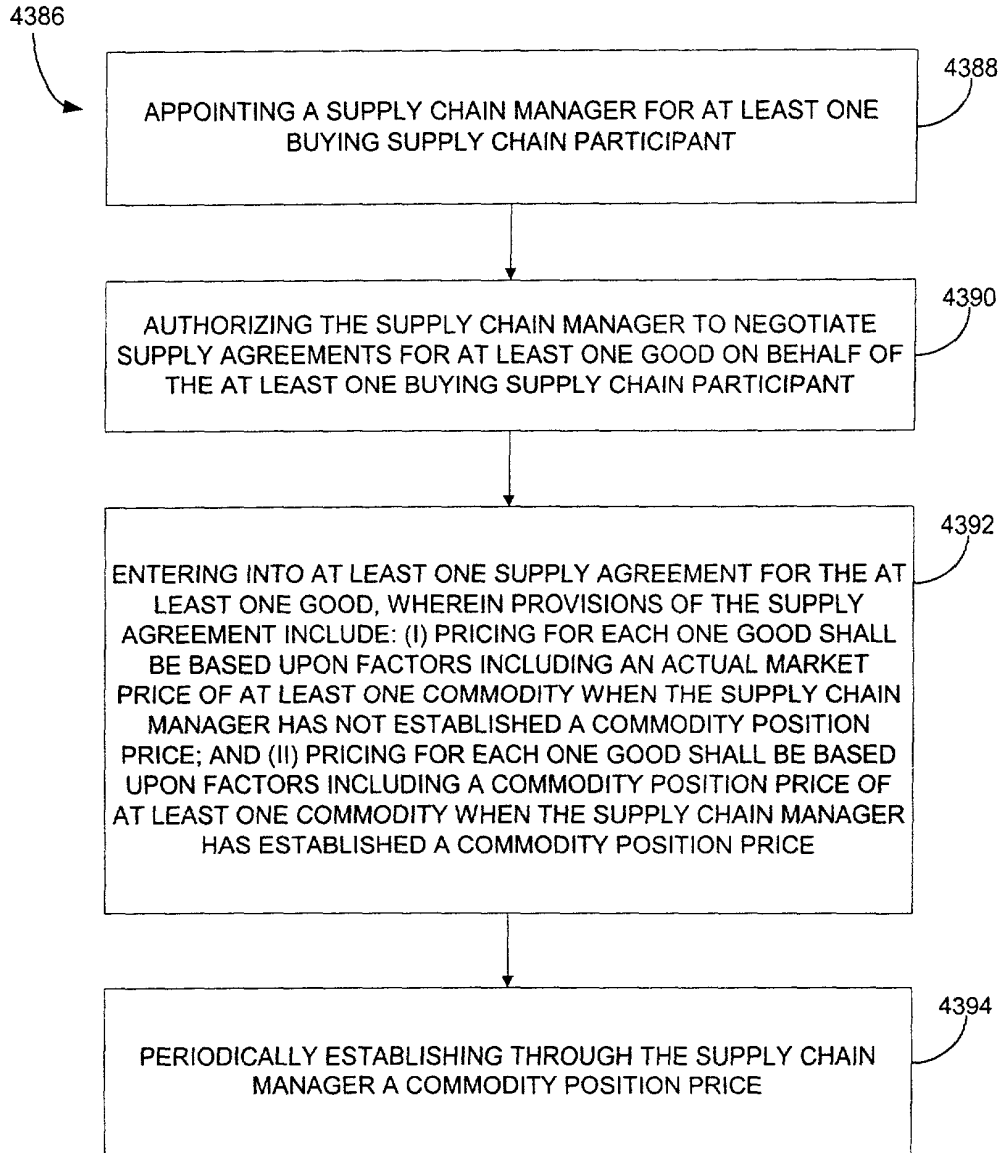 4386
4388
APPOINTING A SUPPLY CHAIN MANAGER FOR AT LEAST ONE
BUYING SUPPLY CHAIN PARTICIPANT
4390
AUTHORIZING THE SUPPLY CHAIN MANAGER TO NEGOTIATE
SUPPLY AGREEMENTS FOR AT LEAST ONE GOOD ON BEHALF OF
THE AT LEAST ONE BUYING SUPPLY CHAIN PARTICIPANT
4392
ENTERING INTO AT LEAST ONE SUPPLY AGREEMENT FOR THE AT
LEAST ONE GOOD, WHEREIN PROVISIONS OF THE SUPPLY
AGREEMENT INCLUDE: (I) PRICING FOR EACH ONE GOOD SHALL
BE BASED UPON FACTORS INCLUDING AN ACTUAL MARKET
PRICE OF AT LEAST ONE COMMODITY WHEN THE SUPPLY CHAIN
MANAGER HAS NOT ESTABLISHED A COMMODITY POSITION
PRICE; AND (II) PRICING FOR EACH ONE GOOD SHALL BE BASED
UPON FACTORS INCLUDING A COMMODITY POSITION PRICE OF
AT LEAST ONE COMMODITY WHEN THE SUPPLY CHAIN MANAGER
HAS ESTABLISHED A COMMODITY POSITION PRICE
4394
PERIODICALLY ESTABLISHING THROUGH THE SUPPLY CHAIN
MANAGER A COMMODITY POSITION PRICE